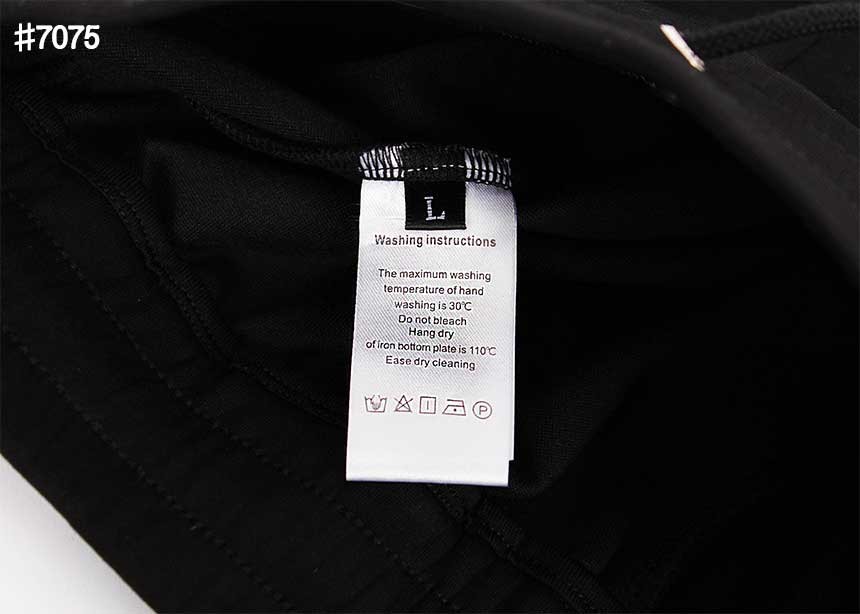 #7075
L
Washing instructions
The maximum washing
temperature of hand
washing is 30℃
Do not bleach
Hang dry
of iron bottom plate is 110℃
Ease dry cleaning
P